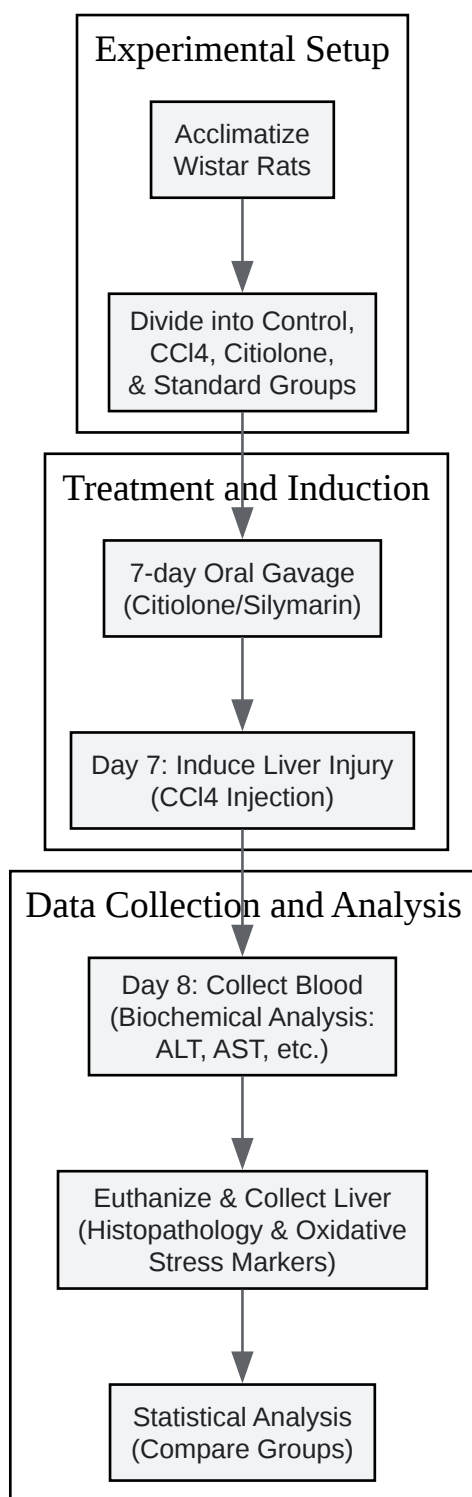 Experimental Setup
Acclimatize
Wistar Rats
Divide into Control,
CCl4, Citiolone,
& Standard Groups
Treatment and Induction
7-day Oral Gavage
(Citiolone/Silymarin)
Day 7: Induce Liver Injury
(CCl4 Injection)
Data Collection and Analysis
Day 8: Collect Blood
(Biochemical Analysis:
ALT, AST, etc.)
Euthanize & Collect Liver
(Histopathology & Oxidative
Stress Markers)
Statistical Analysis
(Compare Groups)